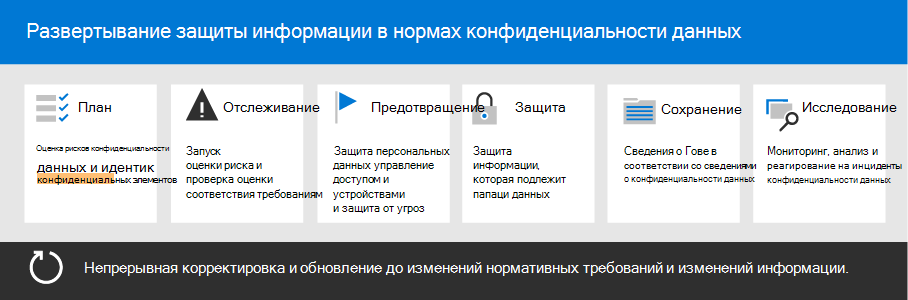 Развертывание защиты информации в нормах конфиденциальности данных
План
Оценка рисков конфиденциальности
данных и идентик
конфиденциальных элементов
Отслеживание
Запуск
оценки риска и
проверка оценки
соответствия требованиям
Предотвращение
Защита персональных
данных управление
доступом и
устройствами
и защита от угроз
Защита
Защита
информации,
которая подлежит
папаци данных
Сохранение
Сведения о Гове в
соответствии со сведениями
о конфиденциальности данных
Исследование
Мониторинг, анализ и
реагирование на инциденты
конфиденциальности данных
Непрерывная корректировка и обновление до изменений нормативных требований и изменений информации.